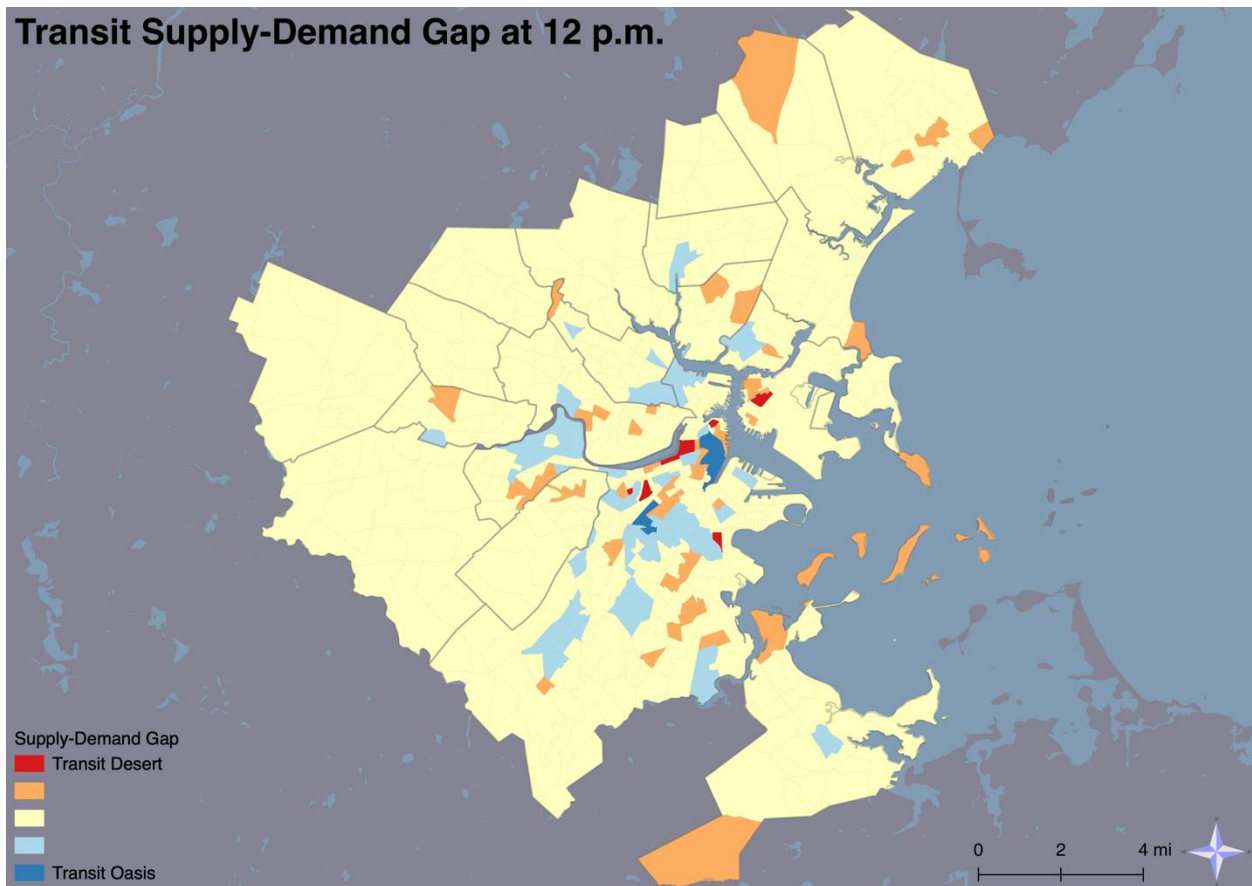 Transit Supply-Demand Gap at 12 p.m.
Supply-Demand Gap
Transit Desert
Transit Oasis
0 2 4 mi